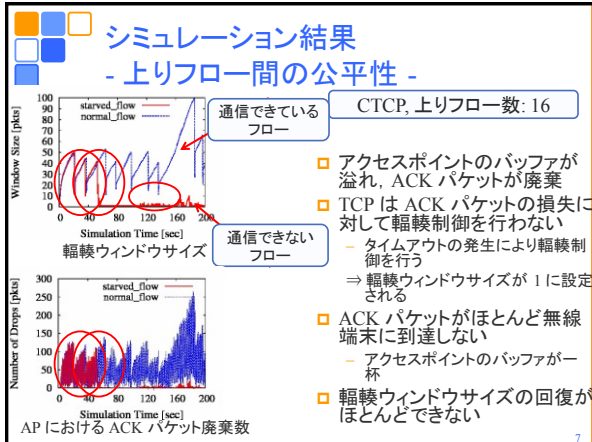 シミュレーション結果
- 上りフロー間の公平性 -
CTCP, 上りフロー数: 16
通信できている
フロー
starved_flow
normal_flow
Window Size [pkts]
100
90
80
70
60
50
40
30
20
10
0
0 40 80 120 160 200
Simulation Time [sec]
輻輳ウィンドウサイズ
通信できない
フロー
starved_flow
normal_flow
Number of Drops [pkts]
300
250
200
150
100
50
0
0 40 80 120 160 200
Simulation Time [sec]
AP における ACK パケット廃棄数
アクセスポイントのバッファが
溢れ, ACK パケットが廃棄
TCP は ACK パケットの損失に
対して輻輳制御を行わない
– タイムアウトの発生により輻輳制
御を行う
⇒ 輻輳ウィンドウサイズが 1 に設定
される
ACK パケットがほとんど無線
端末に到達しない
– アクセスポイントのバッファが一
杯
輻輳ウィンドウサイズの回復が
ほとんどできない
7